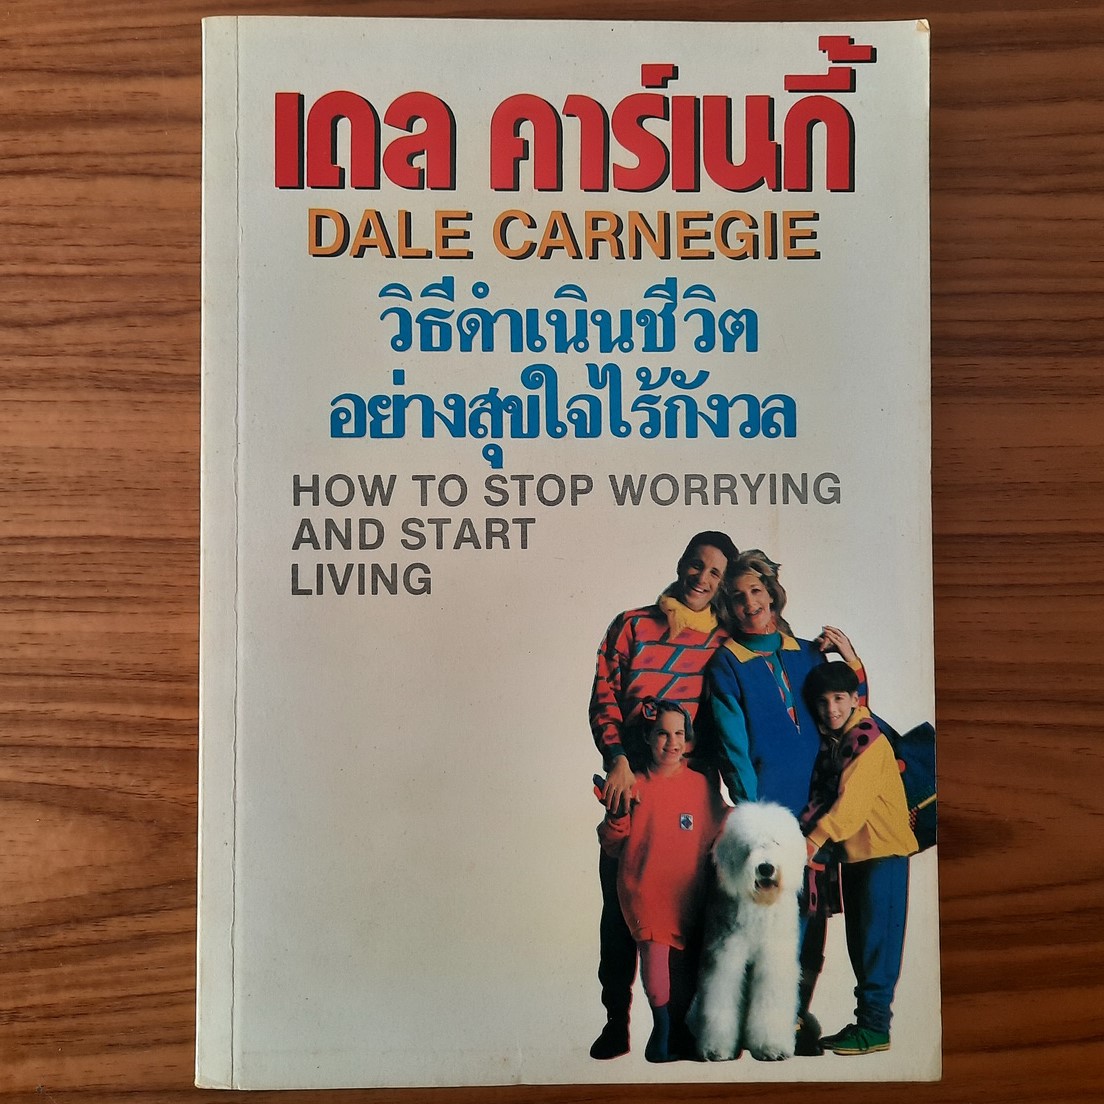 เดล คาร์เนกี้
DALE CARNEGIE
วิธีดำเนินชีวิต
อย่างสุขใจไร้กังวล
HOW TO STOP WORRYING
AND START
LIVING